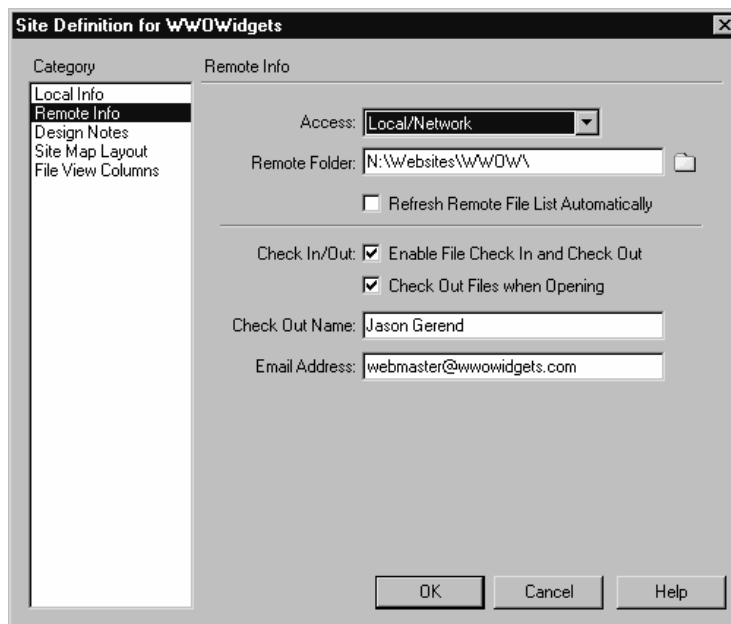 Site Definition for WWOWidgets
Category
Local Info
Remote Info
Design Notes
Site Map Layout
File View Columns
Remote Info
Access: Local/Network
Remote Folder: N:\Websites\WWOW\
Refresh Remote File List Automatically
Check In/Out: Enable File Check In and Check Out
Check Out Files when Opening
Check Out Name: Jason Gerend
Email Address: webmaster@wwowidgets.com
OK Cancel Help